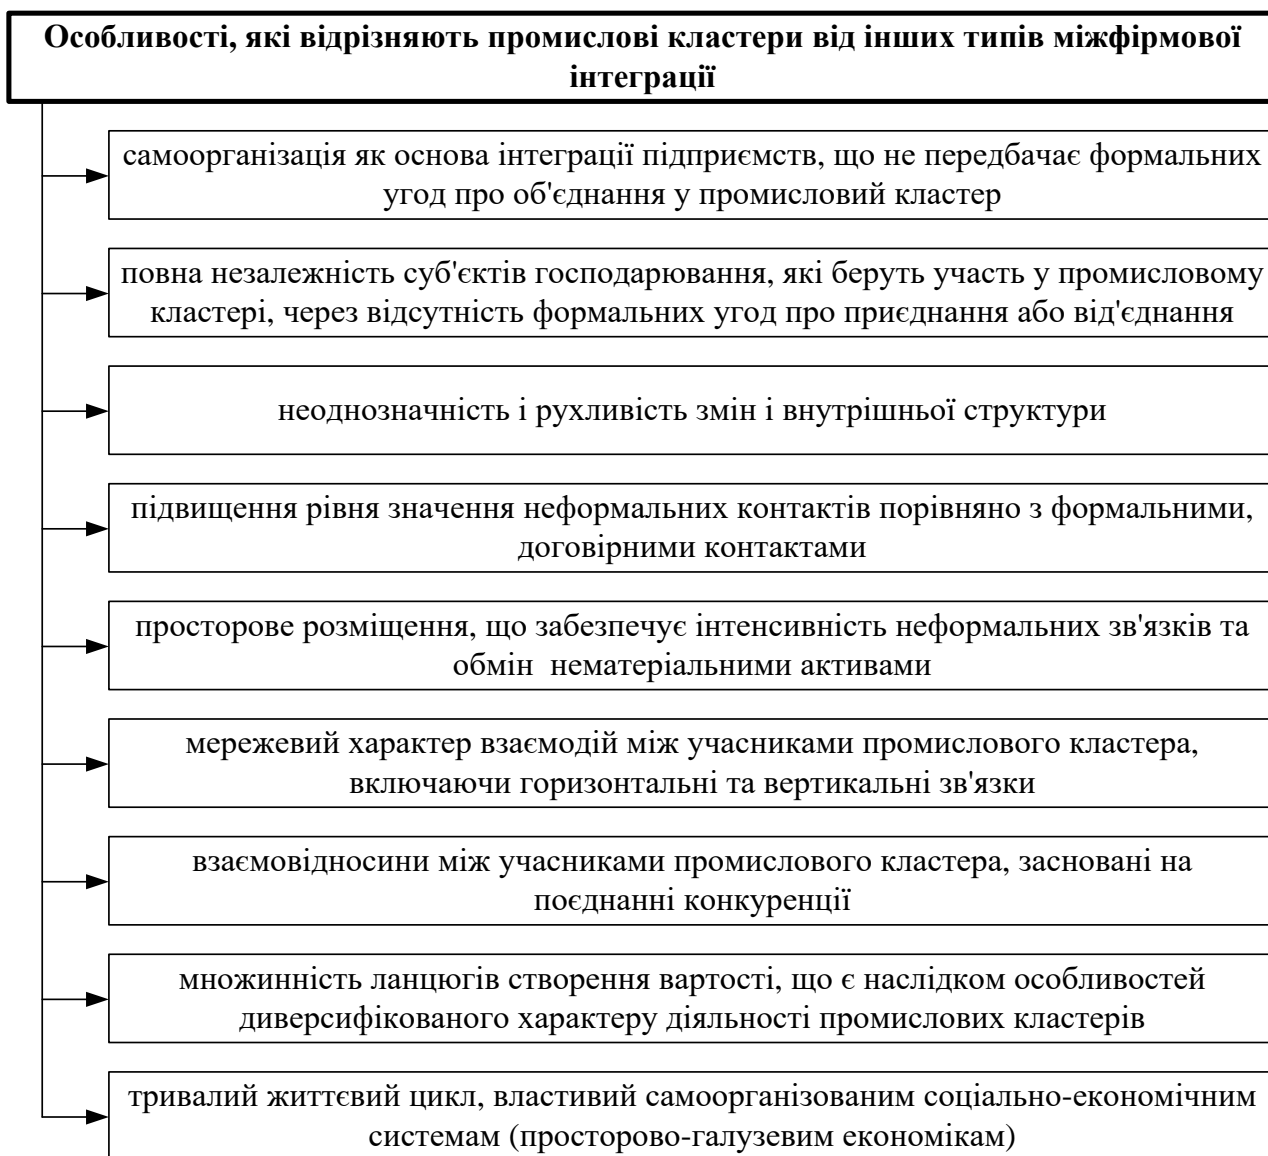 Особливості, які відрізняють промислові кластери від інших типів міжфірмової
інтеграції
самоорганізація як основа інтеграції підприємств, що не передбачає формальних
угод про об'єднання у промисловий кластер
повна незалежність суб'єктів господарювання, які беруть участь у промисловому
кластері, через відсутність формальних угод про приєднання або від'єднання
неоднозначність і рухливість змін і внутрішньої структури
підвищення рівня значення неформальних контактів порівняно з формальними,
договірними контактами
просторове розміщення, що забезпечує інтенсивність неформальних зв'язків та
обмін  нематеріальними активами
мережевий характер взаємодій між учасниками промислового кластера,
включаючи горизонтальні та вертикальні зв'язки
взаємовідносини між учасниками промислового кластера, засновані на
поєднанні конкуренції
множинність ланцюгів створення вартості, що є наслідком особливостей
диверсифікованого характеру діяльності промислових кластерів
тривалий життєвий цикл, властивий самоорганізованим соціально-економічним
системам (просторово-галузевим економікам)